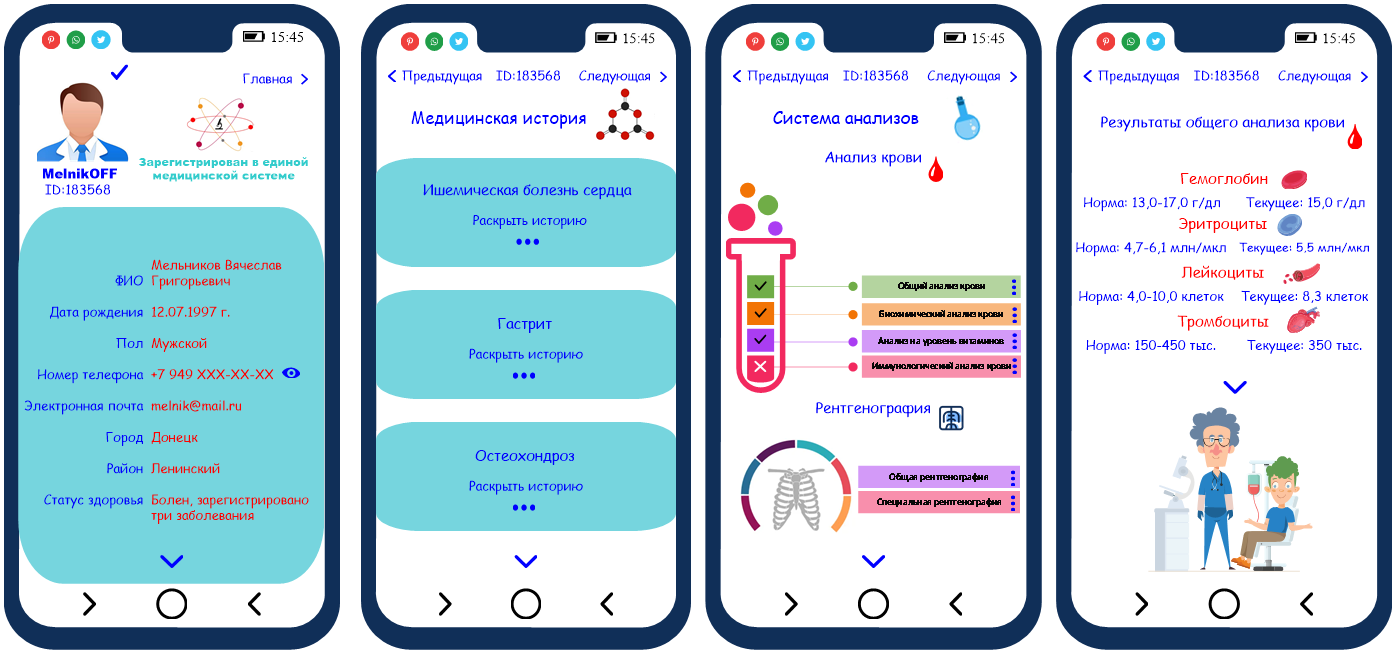 15:45
Главная
Зарегистрирован в единой
медицинской системе
MelnikOFF
ID:183568
ФИО Мельников Вячеслав
Григорьевич
Дата рождения 12.07.1997 г.
Пол Мужской
Номер телефона +7 949 XXX-XX-XX
Электронная почта melnik@mail.ru
Город Донецк
Район Ленинский
Статус здоровья Болен, зарегистрировано
три заболевания
15:45
Предыдущая ID:183568 Следующая
Медицинская история
Ишемическая болезнь сердца
Раскрыть историю
Гастрит
Раскрыть историю
Остеохондроз
Раскрыть историю
15:45
Предыдущая ID:183568 Следующая
Система анализов
Анализ крови
Общий анализ крови
Биохимический анализ крови
Анализ на уровень витаминов
Иммунологический анализ крови
Рентгенография
Общая рентгенография
Специальная рентгенография
15:45
Предыдущая ID:183568 Следующая
Результаты общего анализа крови
Гемоглобин
Норма: 13,0-17,0 г/дл Текущее: 15,0 г/дл
Эритроциты
Норма: 4,7-6,1 млн/мкл Текущее: 5,5 млн/мкл
Лейкоциты
Норма: 4,0-10,0 клеток Текущее: 8,3 клеток
Тромбоциты
Норма: 150-450 тыс. Текущее: 350 тыс.